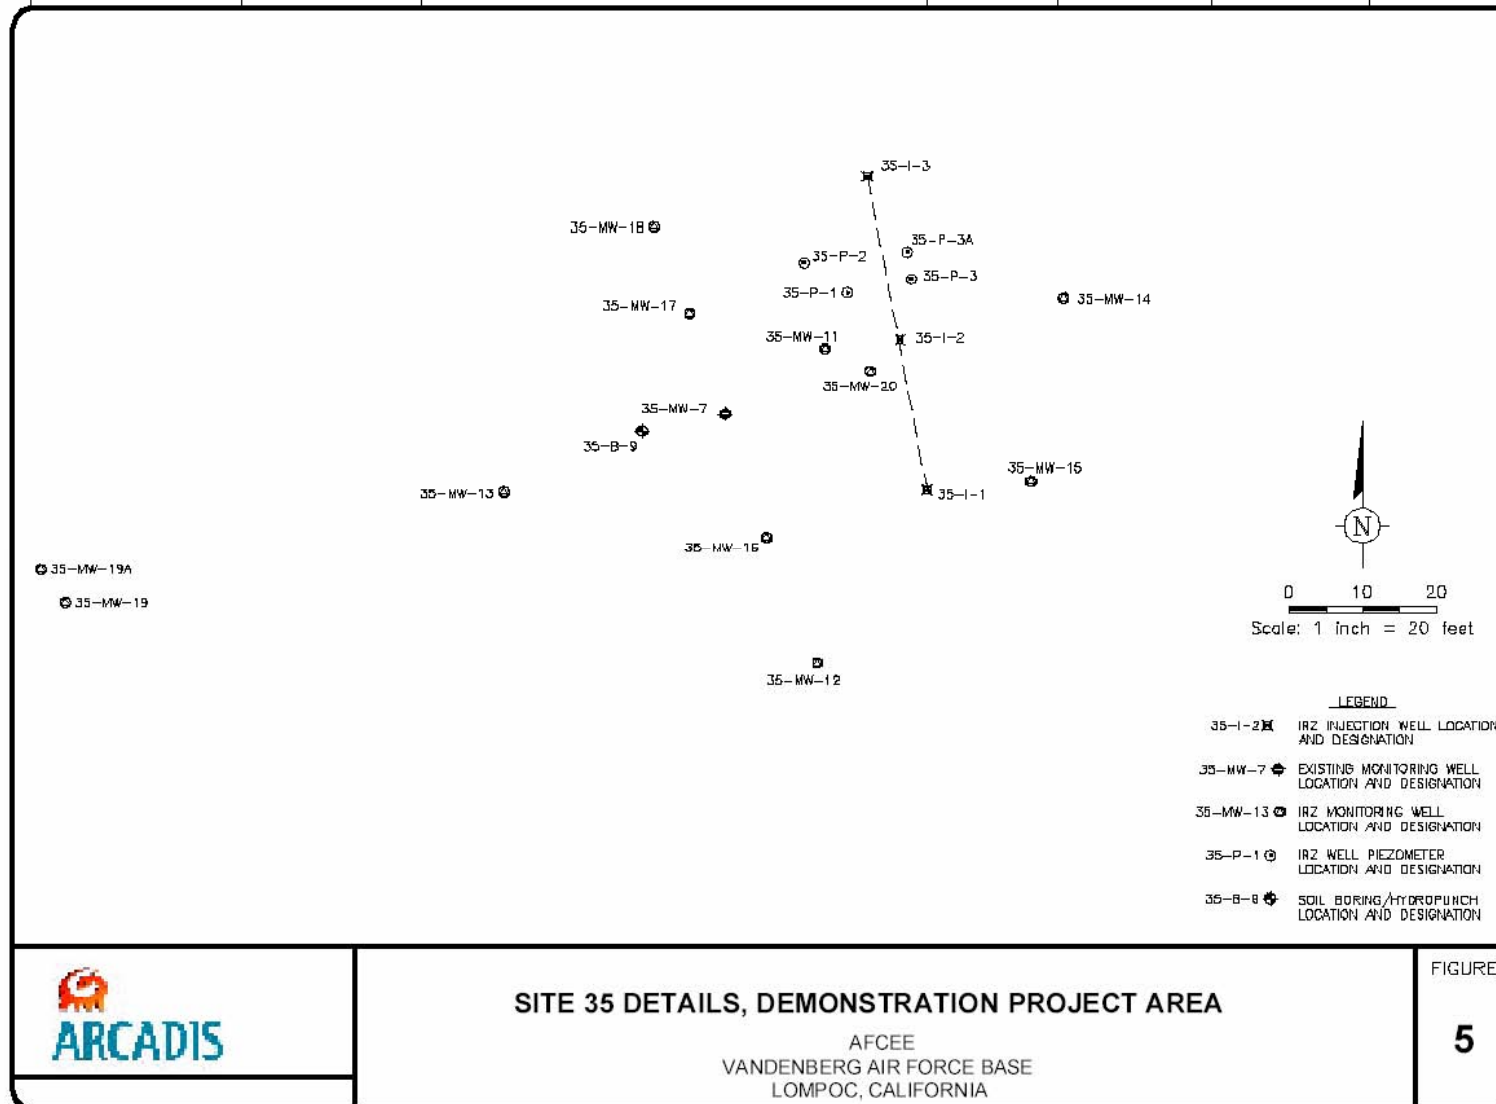 35-I-3
35-MW-18
35-P-3A
35-P-2
35-P-3
35-P-1
35-MW-14
35-MW-17
35-MW-11
35-I-2
35-MW-20
35-MW-7
35-B-9
35-MW-15
35-MW-13
35-I-1
35-MW-16
35-MW-19A
35-MW-19
35-MW-12
N
0 10 20
Scale: 1 inch = 20 feet
LEGEND
35-I-2 IRZ INJECTION WELL LOCATION
AND DESIGNATION
35-MW-7 EXISTING MONITORING WELL
LOCATION AND DESIGNATION
35-MW-13 IRZ MONITORING WELL
LOCATION AND DESIGNATION
35-P-1 IRZ WELL PIEZOMETER
LOCATION AND DESIGNATION
SOIL BORING/HYDROPUNCH
LOCATION AND DESIGNATION
ARCADIS
SITE 35 DETAILS, DEMONSTRATION PROJECT AREA
AFCEE
VANDENBERG AIR FORCE BASE
LOMPOC, CALIFORNIA
FIGURE
5